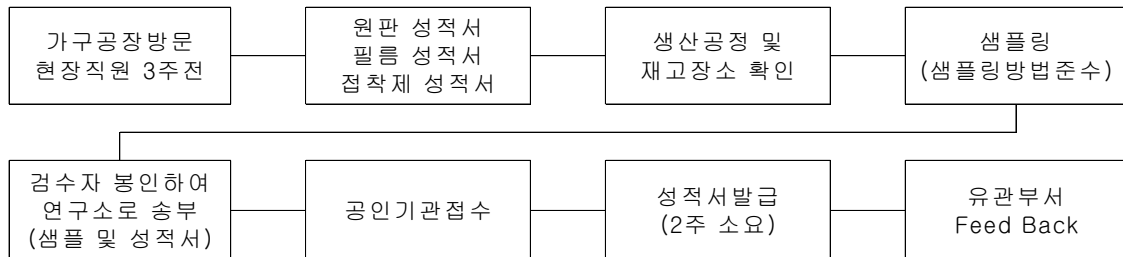 가구공장방문
현장직원 3주전
원판 성적서
필름 성적서
접착제 성적서
생산공정 및
재고장소 확인
샘플링
(샘플링방법준수)
검수자 봉인하여
연구소로 송부
(샘플 및 성적서)
공인기관접수
성적서발급
(2주 소요)
유관부서
Feed Back